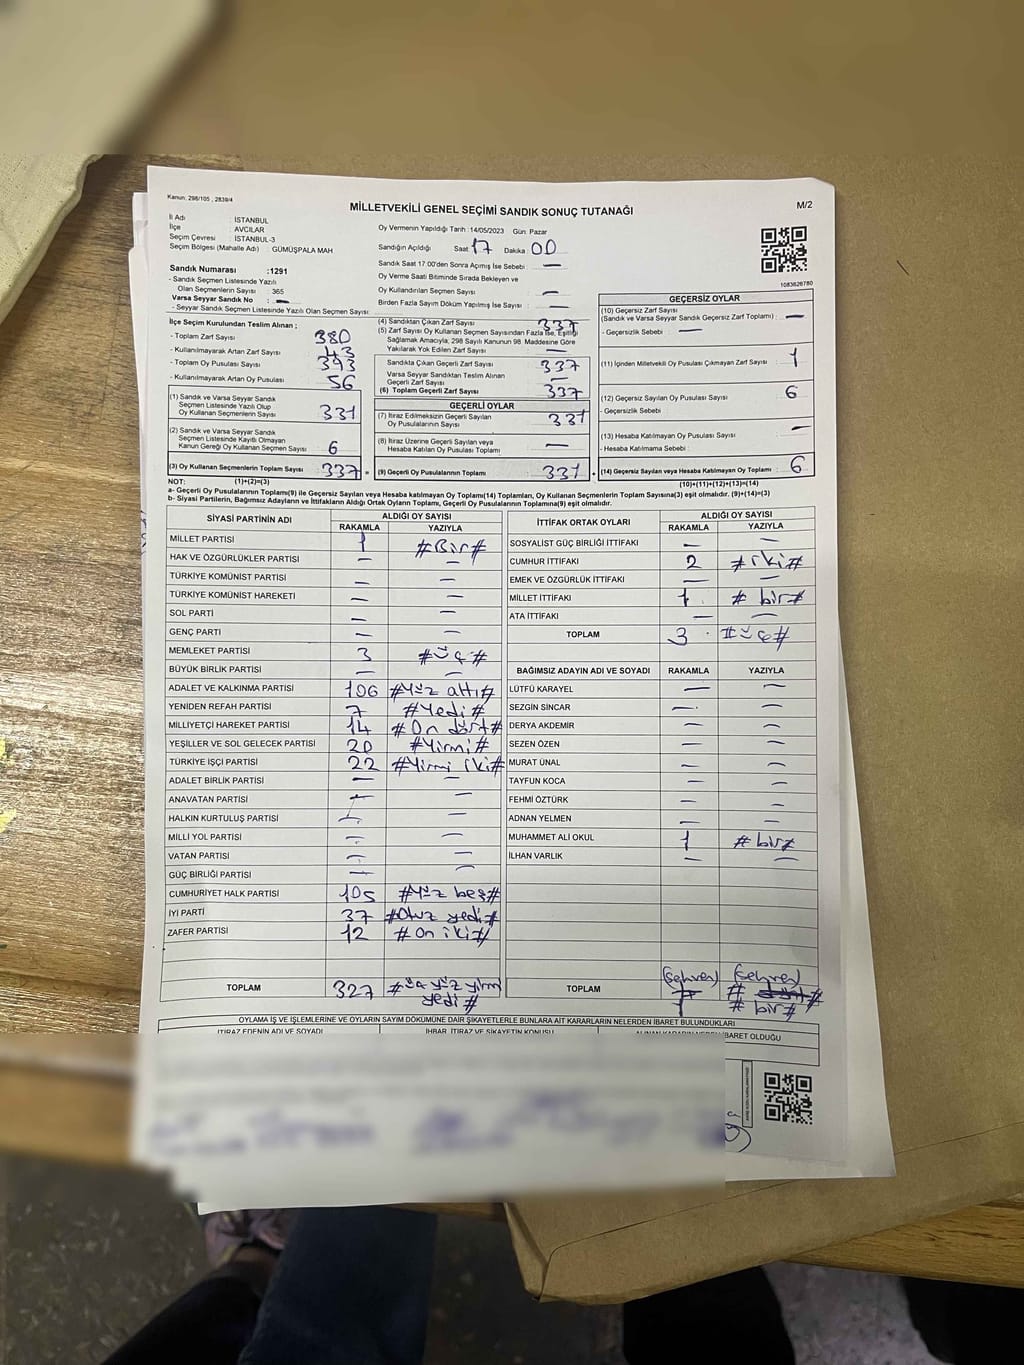 Kanun, 298/105 , 2839/4
MİLLETVEKİLİ GENEL SEÇİMİ SANDIK SONUÇ TUTANAĞI
M/2
İl Adı : İSTANBUL
İlçe : AVCILAR
Seçim Çevresi : İSTANBUL-3
Seçim Bölgesi (Mahalle Adı) : GÜMÜŞPALA MAH
Sandık Numarası :1291
- Sandık Seçmen Listesinde Yazılı
Olan Seçmenlerin Sayısı : 365
Varsa Seyyar Sandık No : —
- Seyyar Sandık Seçmen Listesinde Yazılı Olan Seçmen Sayısı:
Oy Vermenin Yapıldığı Tarih :14/05/2023 Gün: Pazar
Sandığın Açıldığı Saat: 17 Dakika: 00
Sandık Saat 17.00'den Sonra Açmış İse Sebebi : —
Oy Verme Saati Bitiminde Sırada Bekleyen ve
Oy Kullandırılan Seçmen Sayısı : —
Birden Fazla Sayım Döküm Yapılmış İse Sayısı : —
1083626780
İlçe Seçim Kurulundan Teslim Alınan ;
- Toplam Zarf Sayısı : 380
- Kullanılmayarak Artan Zarf Sayısı : 43
- Toplam Oy Pusulası Sayısı : 393
- Kullanılmayarak Artan Oy Pusulası : 56
(1) Sandık ve Varsa Seyyar Sandık
Seçmen Listesinde Yazılı Olup
Oy Kullanan Seçmenlerin Sayısı : 331
(2) Sandık ve Varsa Seyyar Sandık
Seçmen Listesinde Kayıtlı Olmayan
Kanun Gereği Oy Kullanan Seçmen Sayısı : 6
(3) Oy Kullanan Seçmenlerin Toplam Sayısı : 337 =
(4) Sandıktan Çıkan Zarf Sayısı : 337
(5) Zarf Sayısı Oy Kullanan Seçmen Sayısından Fazla İse, Eşitliği
Sağlamak Amacıyla, 298 Sayılı Kanunun 98. Maddesine Göre
Yakılarak Yok Edilen Zarf Sayısı : —
Sandıkta Çıkan Geçerli Zarf Sayısı : 337
Varsa Seyyar Sandıktan Teslim Alınan
Geçerli Zarf Sayısı : —
(6) Toplam Geçerli Zarf Sayısı : 337
GEÇERLİ OYLAR
(7) İtiraz Edilmeksizin Geçerli Sayılan
Oy Pusulalarının Sayısı : 331
(8) İtiraz Üzerine Geçerli Sayılan veya
Hesaba Katılan Oy Pusulaları Toplamı : —
(9) Geçerli Oy Pusulalarının Toplamı : 331 +
GEÇERSİZ OYLAR
(10) Geçersiz Zarf Sayısı
(Sandık ve Varsa Seyyar Sandık Geçersiz Zarf Toplamı) : —
- Geçersizlik Sebebi : —
(11) İçinden Milletvekili Oy Pusulası Çıkmayan Zarf Sayısı : 1
(12) Geçersiz Sayılan Oy Pusulası Sayısı : 6
- Geçersizlik Sebebi
(13) Hesaba Katılmayan Oy Pusulası Sayısı : —
- Hesaba Katılmama Sebebi :
(14) Geçersiz Sayılan veya Hesaba Katılmayan Oy Toplamı : 6
NOT: (1)+(2)=(3) (10)+(11)+(12)+(13)=(14)
a- Geçerli Oy Pusulalarının Toplamı(9) ile Geçersiz Sayılan veya Hesaba katılmayan Oy Toplamı(14) Toplamları, Oy Kullanan Seçmenlerin Toplam Sayısına(3) eşit olmalıdır. (9)+(14)=(3)
b- Siyasi Partilerin, Bağımsız Adayların ve İttifakların Aldığı Ortak Oyların Toplamı, Geçerli Oy Pusulalarının Toplamına(9) eşit olmalıdır.
SİYASİ PARTİNİN ADI ALDIĞI OY SAYISI
RAKAMLA YAZIYLA
MİLLET PARTİSİ 1 #Bir#
HAK VE ÖZGÜRLÜKLER PARTİSİ — —
TÜRKİYE KOMÜNİST PARTİSİ — —
TÜRKİYE KOMÜNİST HAREKETİ — —
SOL PARTİ — —
GENÇ PARTİ — —
MEMLEKET PARTİSİ 3 #üç#
BÜYÜK BİRLİK PARTİSİ — —
ADALET VE KALKINMA PARTİSİ 106 #Yüz altı#
YENİDEN REFAH PARTİSİ 7 #Yedi#
MİLLİYETÇİ HAREKET PARTİSİ 14 #On dört#
YEŞİLLER VE SOL GELECEK PARTİSİ 20 #Yirmi#
TÜRKİYE İŞÇİ PARTİSİ 22 #Yirmi iki#
ADALET BİRLİK PARTİSİ — —
ANAVATAN PARTİSİ — —
HALKIN KURTULUŞ PARTİSİ — —
MİLLİ YOL PARTİSİ — —
VATAN PARTİSİ — —
GÜÇ BİRLİĞİ PARTİSİ — —
CUMHURİYET HALK PARTİSİ 105 #Yüz beş#
İYİ PARTİ 37 #Otuz yedi#
ZAFER PARTİSİ 12 #On iki#
TOPLAM 327 #üç yüz yirmi
yedi#
İTTİFAK ORTAK OYLARI ALDIĞI OY SAYISI
RAKAMLA YAZIYLA
SOSYALİST GÜÇ BİRLİĞİ İTTİFAKI — —
CUMHUR İTTİFAKI 2 #iki#
EMEK VE ÖZGÜRLÜK İTTİFAKI — —
MİLLET İTTİFAKI 1 # bir#
ATA İTTİFAKI — —
TOPLAM 3 #üç#
BAĞIMSIZ ADAYIN ADI VE SOYADI RAKAMLA YAZIYLA
LÜTFÜ KARAYEL — —
SEZGİN SİNCAR — —
DERYA AKDEMİR — —
SEZEN ÖZEN — —
MURAT ÜNAL — —
TAYFUN KOCA — —
FEHMİ ÖZTÜRK — —
ADNAN YELMEN — —
MUHAMMET ALİ OKUL 1 # bir#
İLHAN VARLIK — —
(Sehven) (Sehven)
TOPLAM 1 # bir#
OYLAMA İŞ VE İŞLEMLERİNE VE OYLARIN SAYIM DÖKÜMÜNE DAİR ŞİKAYETLERLE BUNLARA AİT KARARLARIN NELERDEN İBARET BULUNDUKLARI
İTİRAZ EDENİN ADI VE SOYADI İHBAR, İTİRAZ VE ŞİKAYETİN KONUSU ALINAN KARARIN NEDEN İBARET OLDUĞU